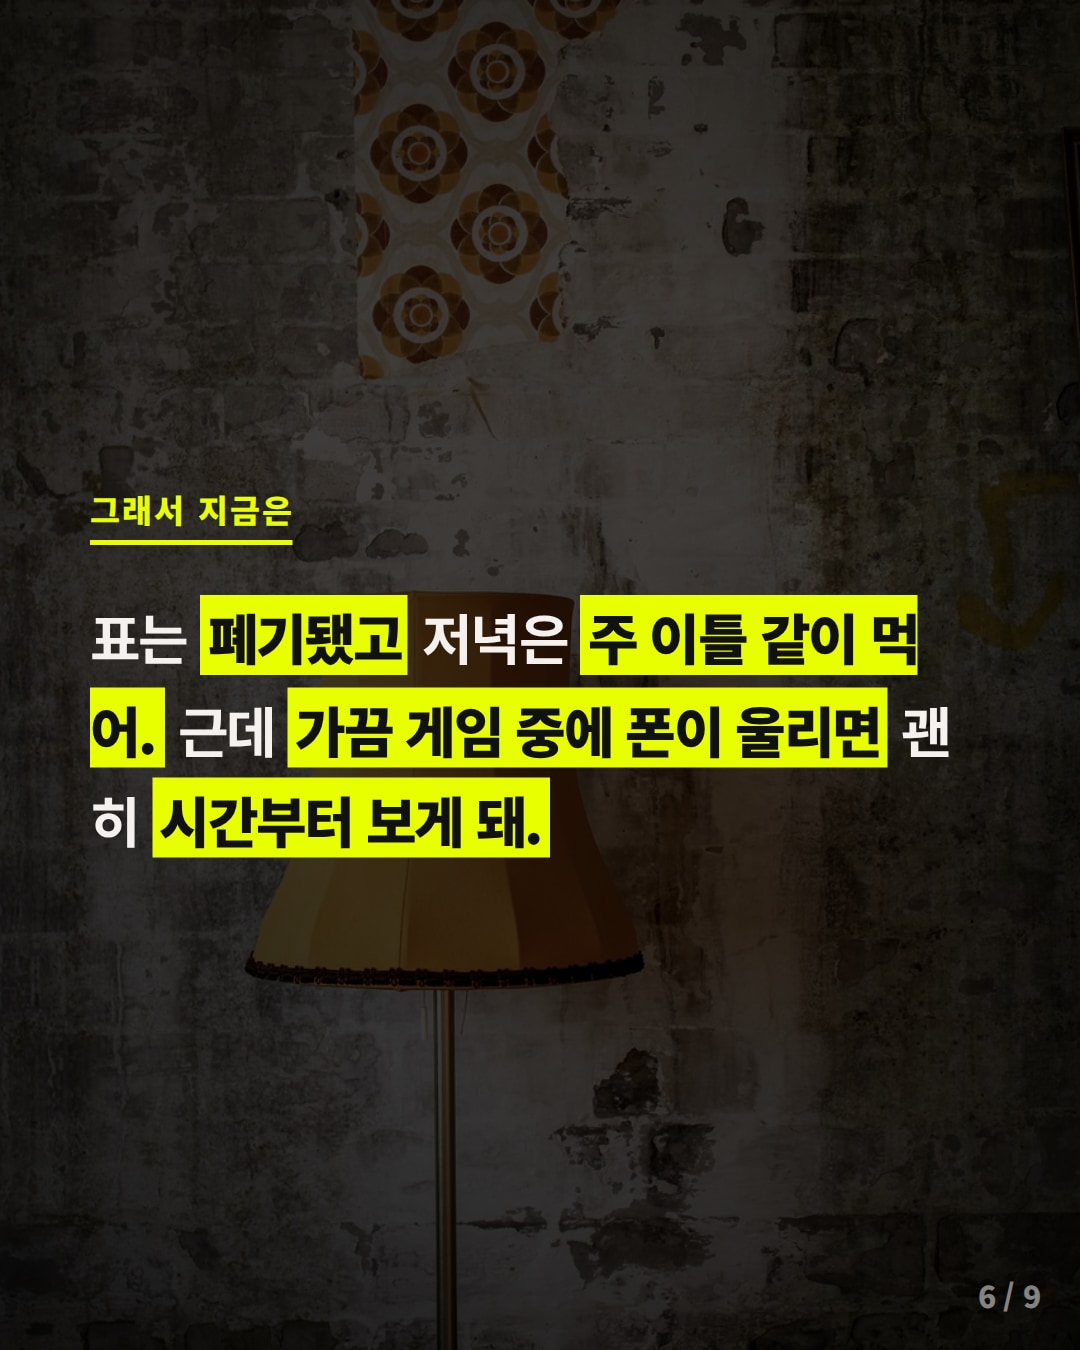 그래서 지금은
표는 폐기됐고 저녁은 주 이틀 같이 먹
어. 근데 가끔 게임 중에 폰이 울리면 괜
히 시간부터 보게 돼.
6 / 9